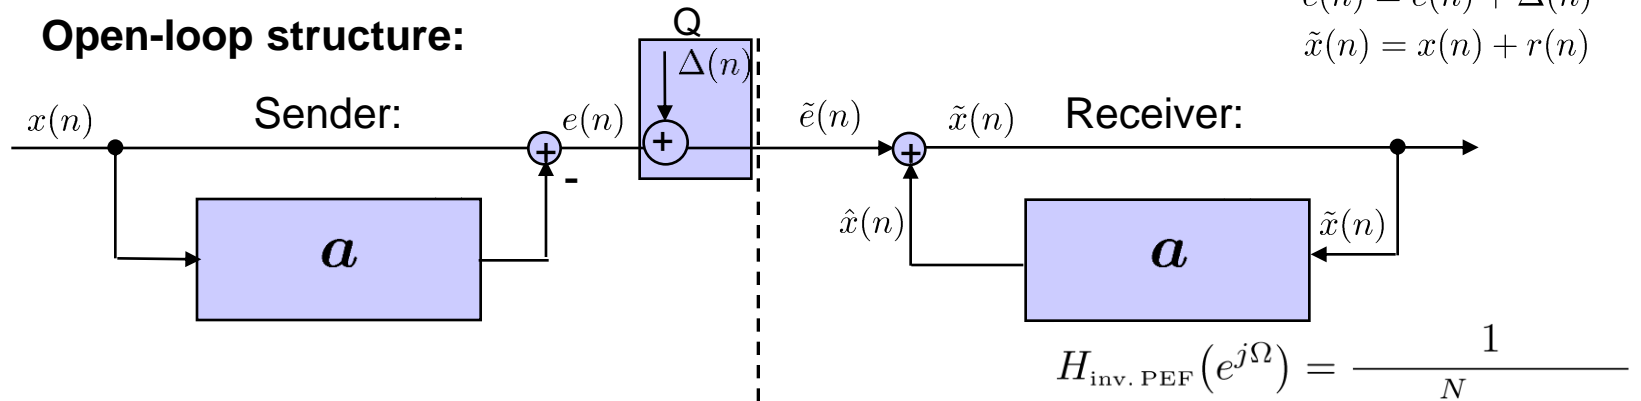 Q
ẽ(n) = e(n) + Δ(n)
Open-loop structure:
x̃(n) = x(n) + r(n)
Δ(n)
x(n)
Sender:
e(n)
+
ẽ(n)
x̃(n)
Receiver:
+
+
-
x̂(n)
x̃(n)
a
a
H_inv. PEF(e^{jΩ}) = 1
N